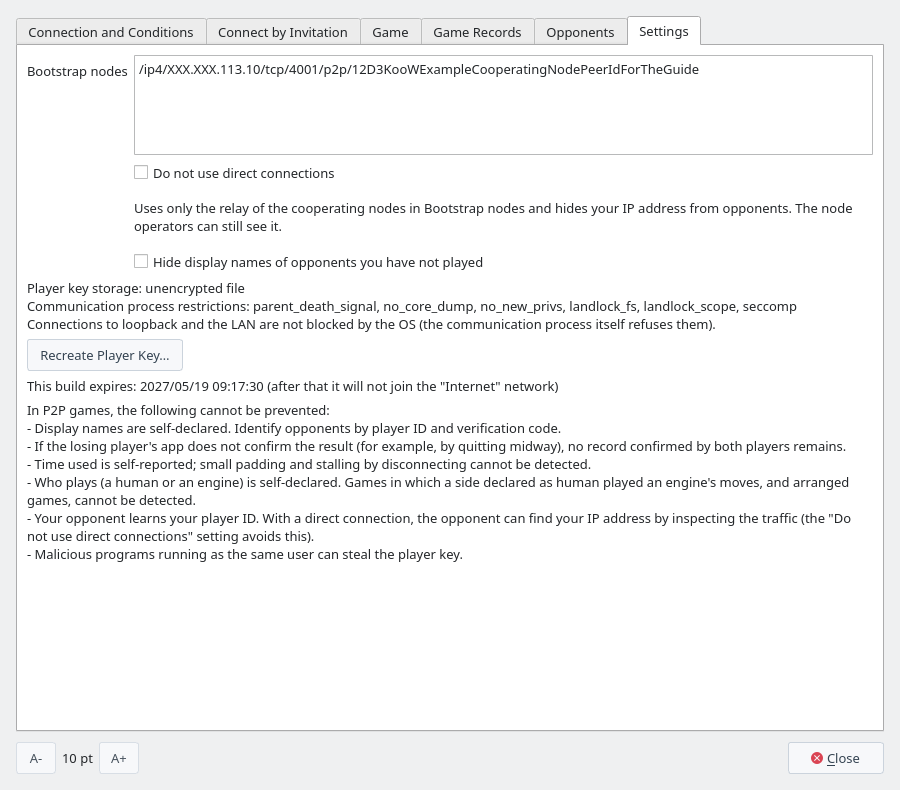 Connection and Conditions
Connect by Invitation
Game
Game Records
Opponents
Settings
Bootstrap nodes
/ip4/XXX.XXX.113.10/tcp/4001/p2p/12D3KooWExampleCooperatingNodePeerIdForTheGuide
Do not use direct connections
Uses only the relay of the cooperating nodes in Bootstrap nodes and hides your IP address from opponents. The node
operators can still see it.
Hide display names of opponents you have not played
Player key storage: unencrypted file
Communication process restrictions: parent_death_signal, no_core_dump, no_new_privs, landlock_fs, landlock_scope, seccomp
Connections to loopback and the LAN are not blocked by the OS (the communication process itself refuses them).
Recreate Player Key...
This build expires: 2027/05/19 09:17:30 (after that it will not join the "Internet" network)
In P2P games, the following cannot be prevented:
- Display names are self-declared. Identify opponents by player ID and verification code.
- If the losing player's app does not confirm the result (for example, by quitting midway), no record confirmed by both players remains.
- Time used is self-reported; small padding and stalling by disconnecting cannot be detected.
- Who plays (a human or an engine) is self-declared. Games in which a side declared as human played an engine's moves, and arranged
games, cannot be detected.
- Your opponent learns your player ID. With a direct connection, the opponent can find your IP address by inspecting the traffic (the "Do
not use direct connections" setting avoids this).
- Malicious programs running as the same user can steal the player key.
A-
10 pt
A+
Close